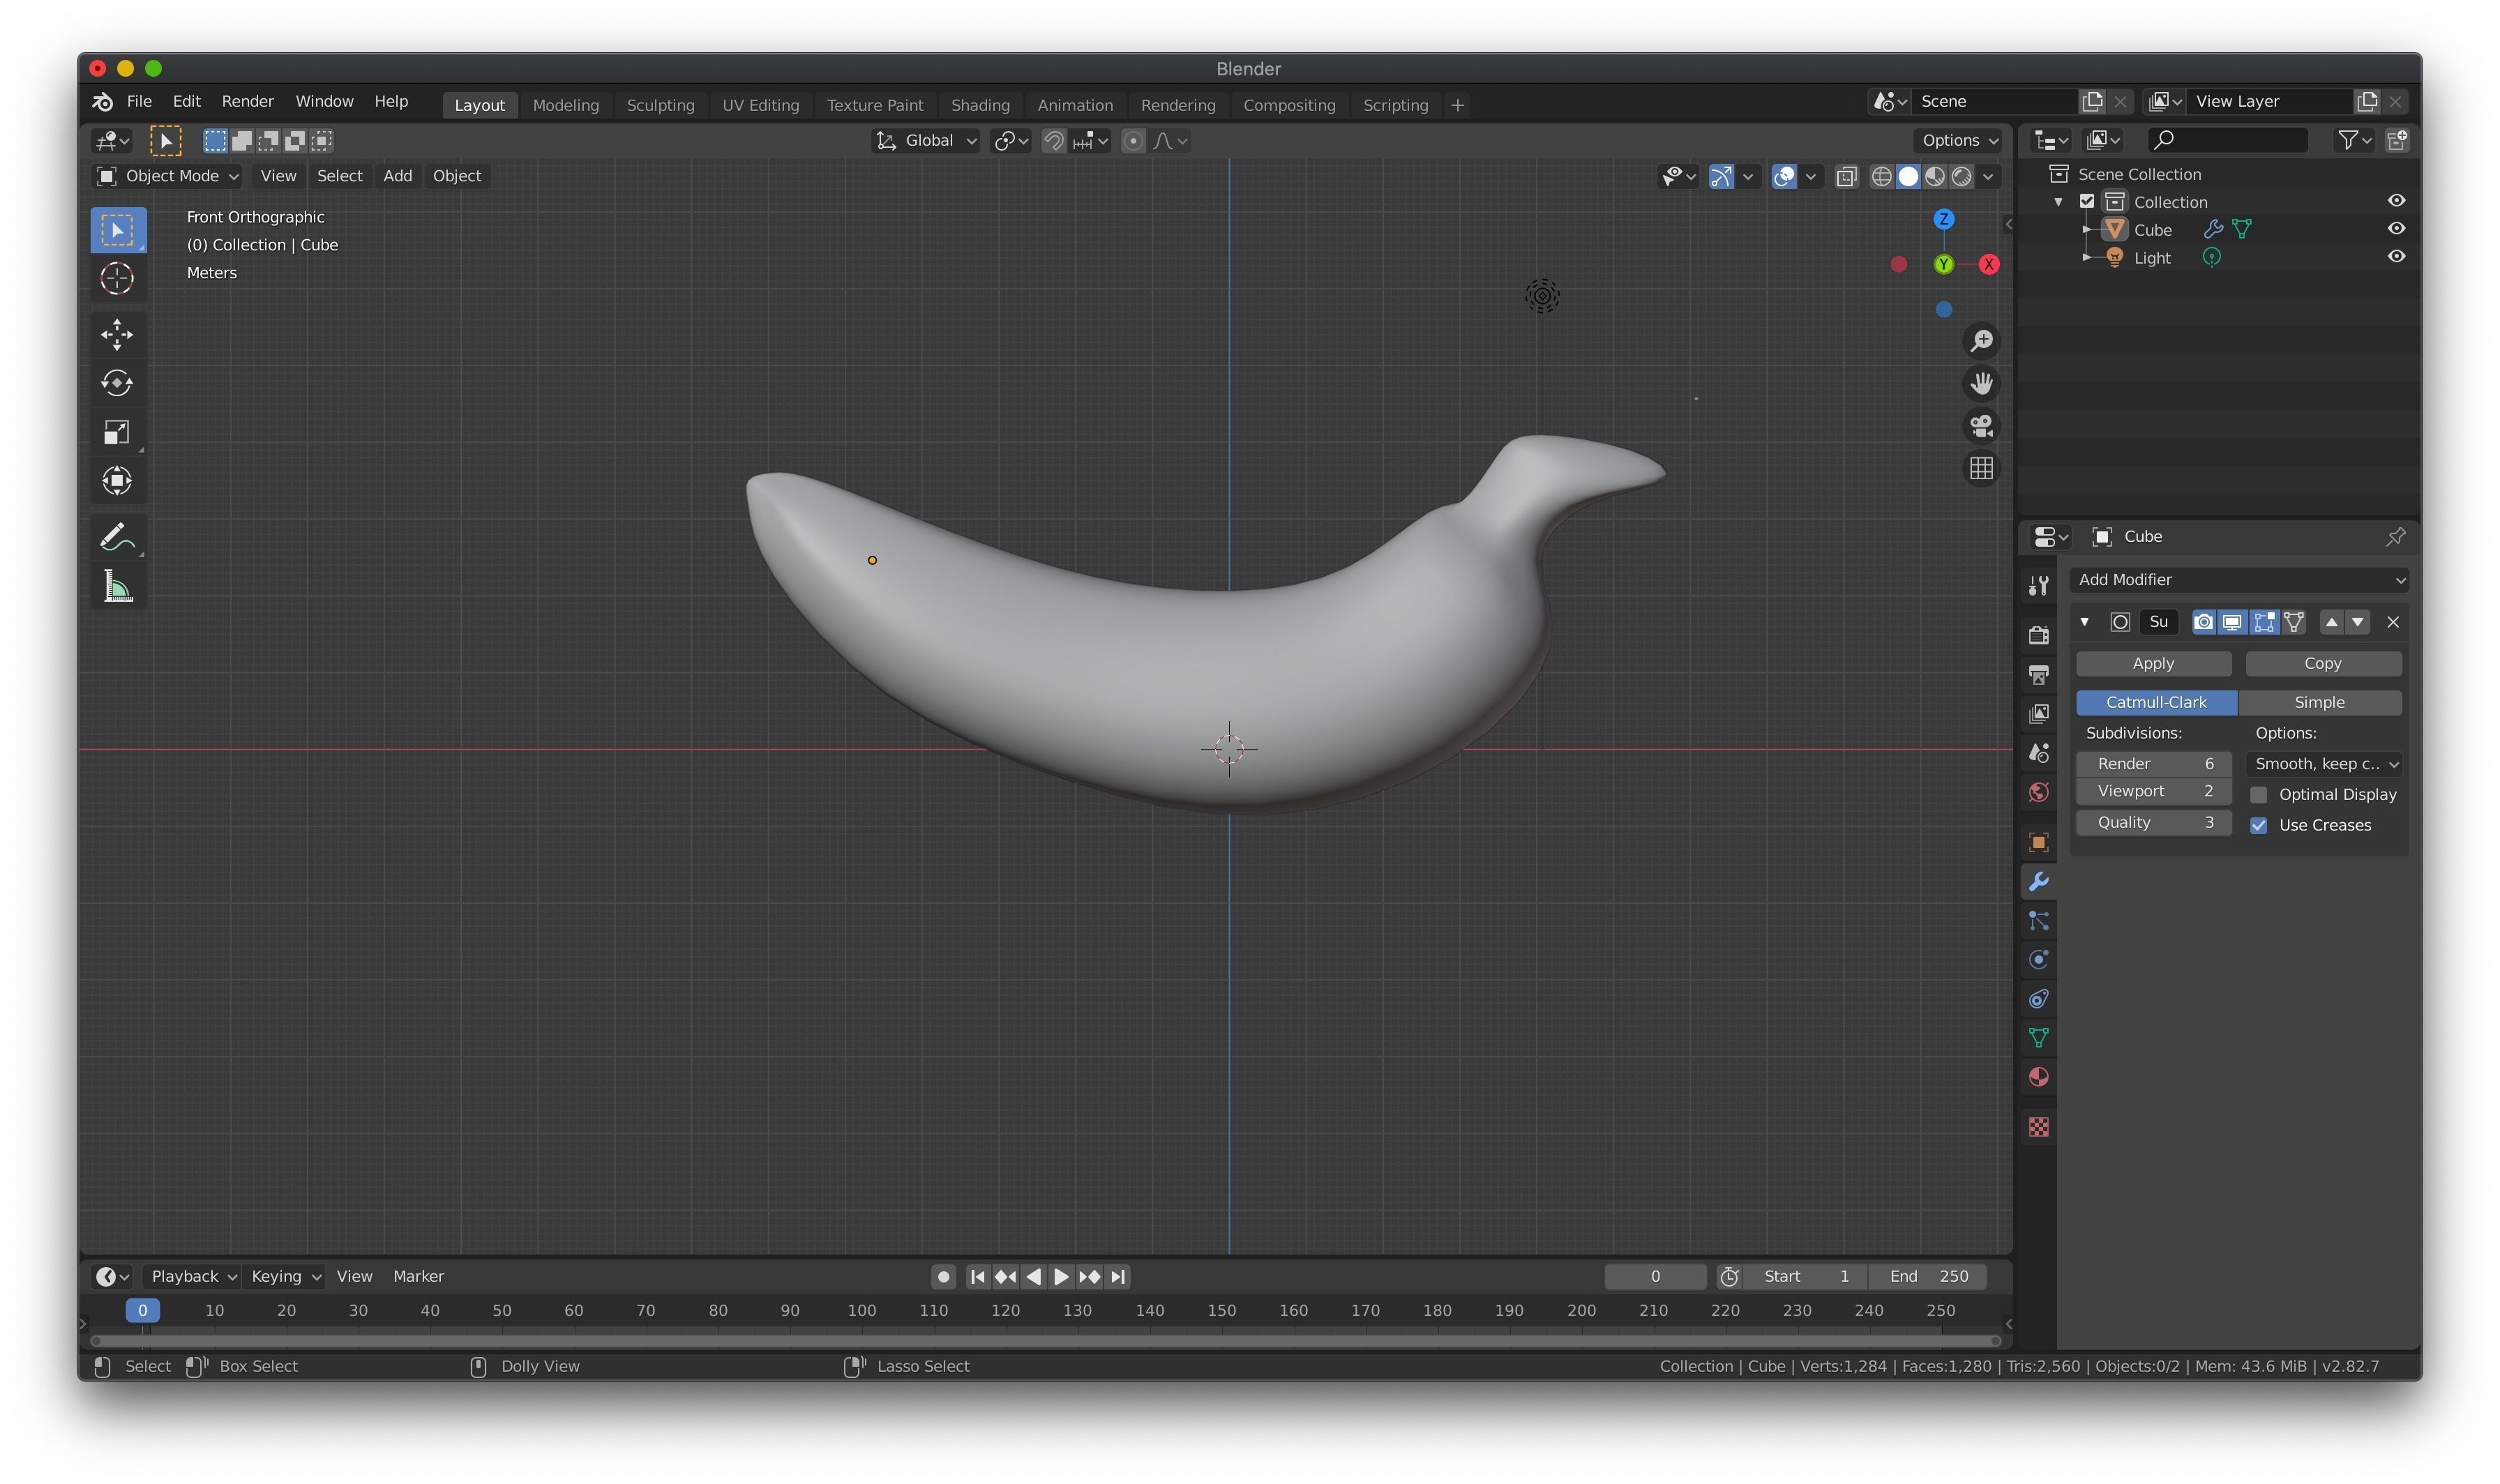 Blender
File Edit Render Window Help Layout Modeling Sculpting UV Editing Texture Paint Shading Animation Rendering Compositing Scripting + Scene View Layer
Global Options
Object Mode View Select Add Object
Front Orthographic
(0) Collection | Cube
Meters
Z
Y X
Scene Collection
Collection
Cube
Light
Cube
Add Modifier
Su
Apply Copy
Catmull-Clark Simple
Subdivisions: Options:
Render 6 Smooth, keep c..
Viewport 2 Optimal Display
Quality 3 Use Creases
Playback Keying View Marker 0 Start 1 End 250
0 10 20 30 40 50 60 70 80 90 100 110 120 130 140 150 160 170 180 190 200 210 220 230 240 250
Select Box Select Dolly View Lasso Select Collection | Cube | Verts:1,284 | Faces:1,280 | Tris:2,560 | Objects:0/2 | Mem: 43.6 MiB | v2.82.7